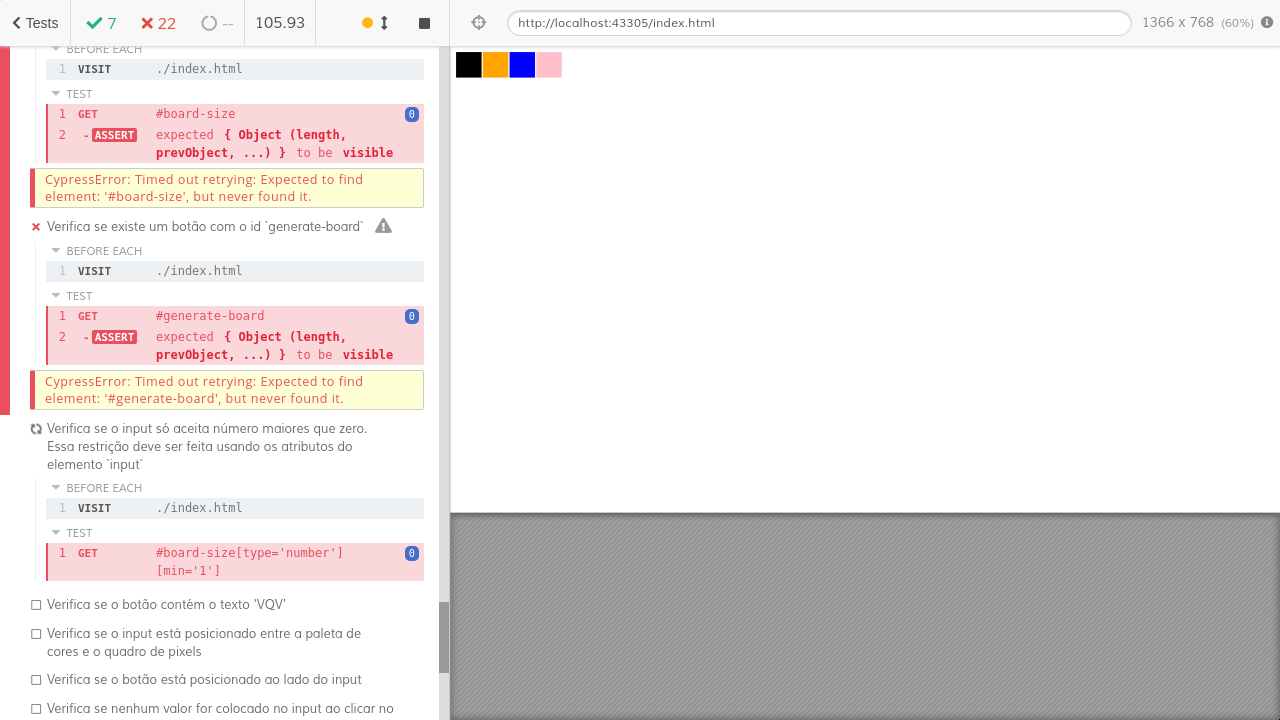 Tests 7 22 -- 105.93 http://localhost:43305/index.html 1366 x 768 (60%)
BEFORE EACH
1 VISIT ./index.html
TEST
1 GET #board-size 0
2 -ASSERT expected { Object (length,
prevObject, ...) } to be visible
CypressError: Timed out retrying: Expected to find
element: '#board-size', but never found it.
Verifica se existe um botão com o id `generate-board`
BEFORE EACH
1 VISIT ./index.html
TEST
1 GET #generate-board 0
2 -ASSERT expected { Object (length,
prevObject, ...) } to be visible
CypressError: Timed out retrying: Expected to find
element: '#generate-board', but never found it.
Verifica se o input só aceita número maiores que zero.
Essa restrição deve ser feita usando os atributos do
elemento `input`
BEFORE EACH
1 VISIT ./index.html
TEST
1 GET #board-size[type='number'] 0
[min='1']
Verifica se o botão contém o texto 'VQV'
Verifica se o input está posicionado entre a paleta de
cores e o quadro de pixels
Verifica se o botão está posicionado ao lado do input
Verifica se nenhum valor for colocado no input ao clicar no